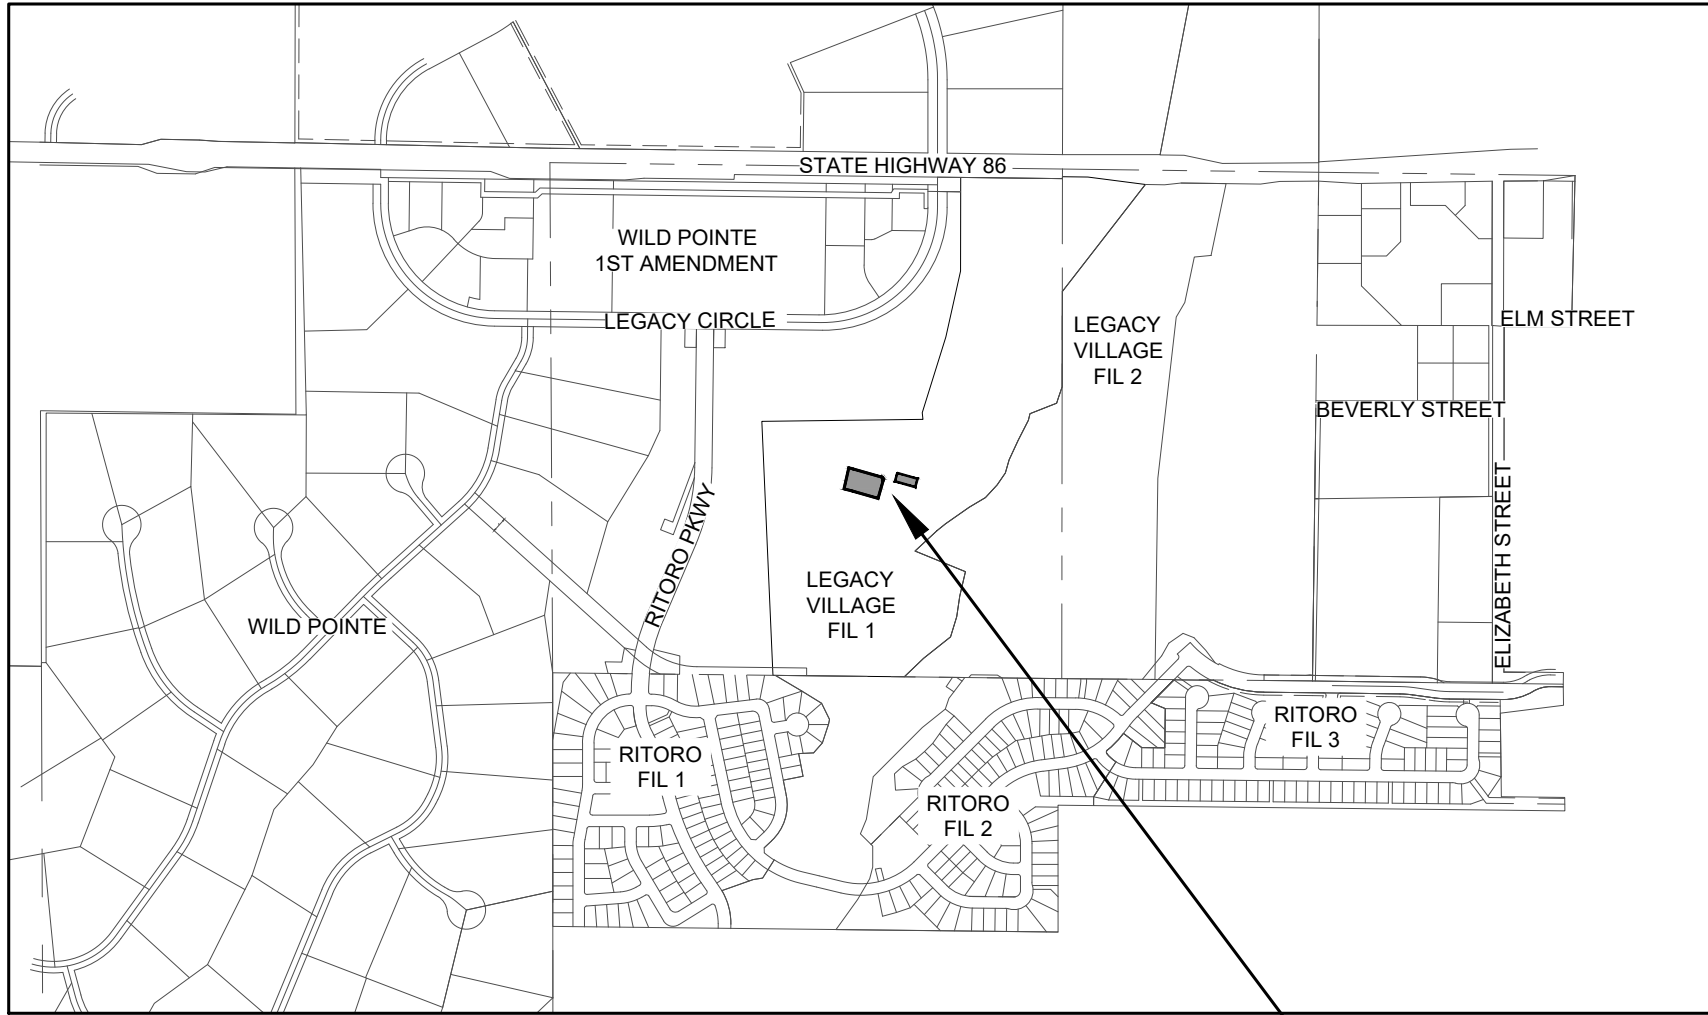 STATE HIGHWAY 86
WILD POINTE
1ST AMENDMENT
LEGACY CIRCLE
LEGACY
VILLAGE
FIL 2
ELM STREET
BEVERLY STREET
ELIZABETH STREET
RITORO PKWY
LEGACY
VILLAGE
FIL 1
WILD POINTE
RITORO
FIL 1
RITORO
FIL 2
RITORO
FIL 3